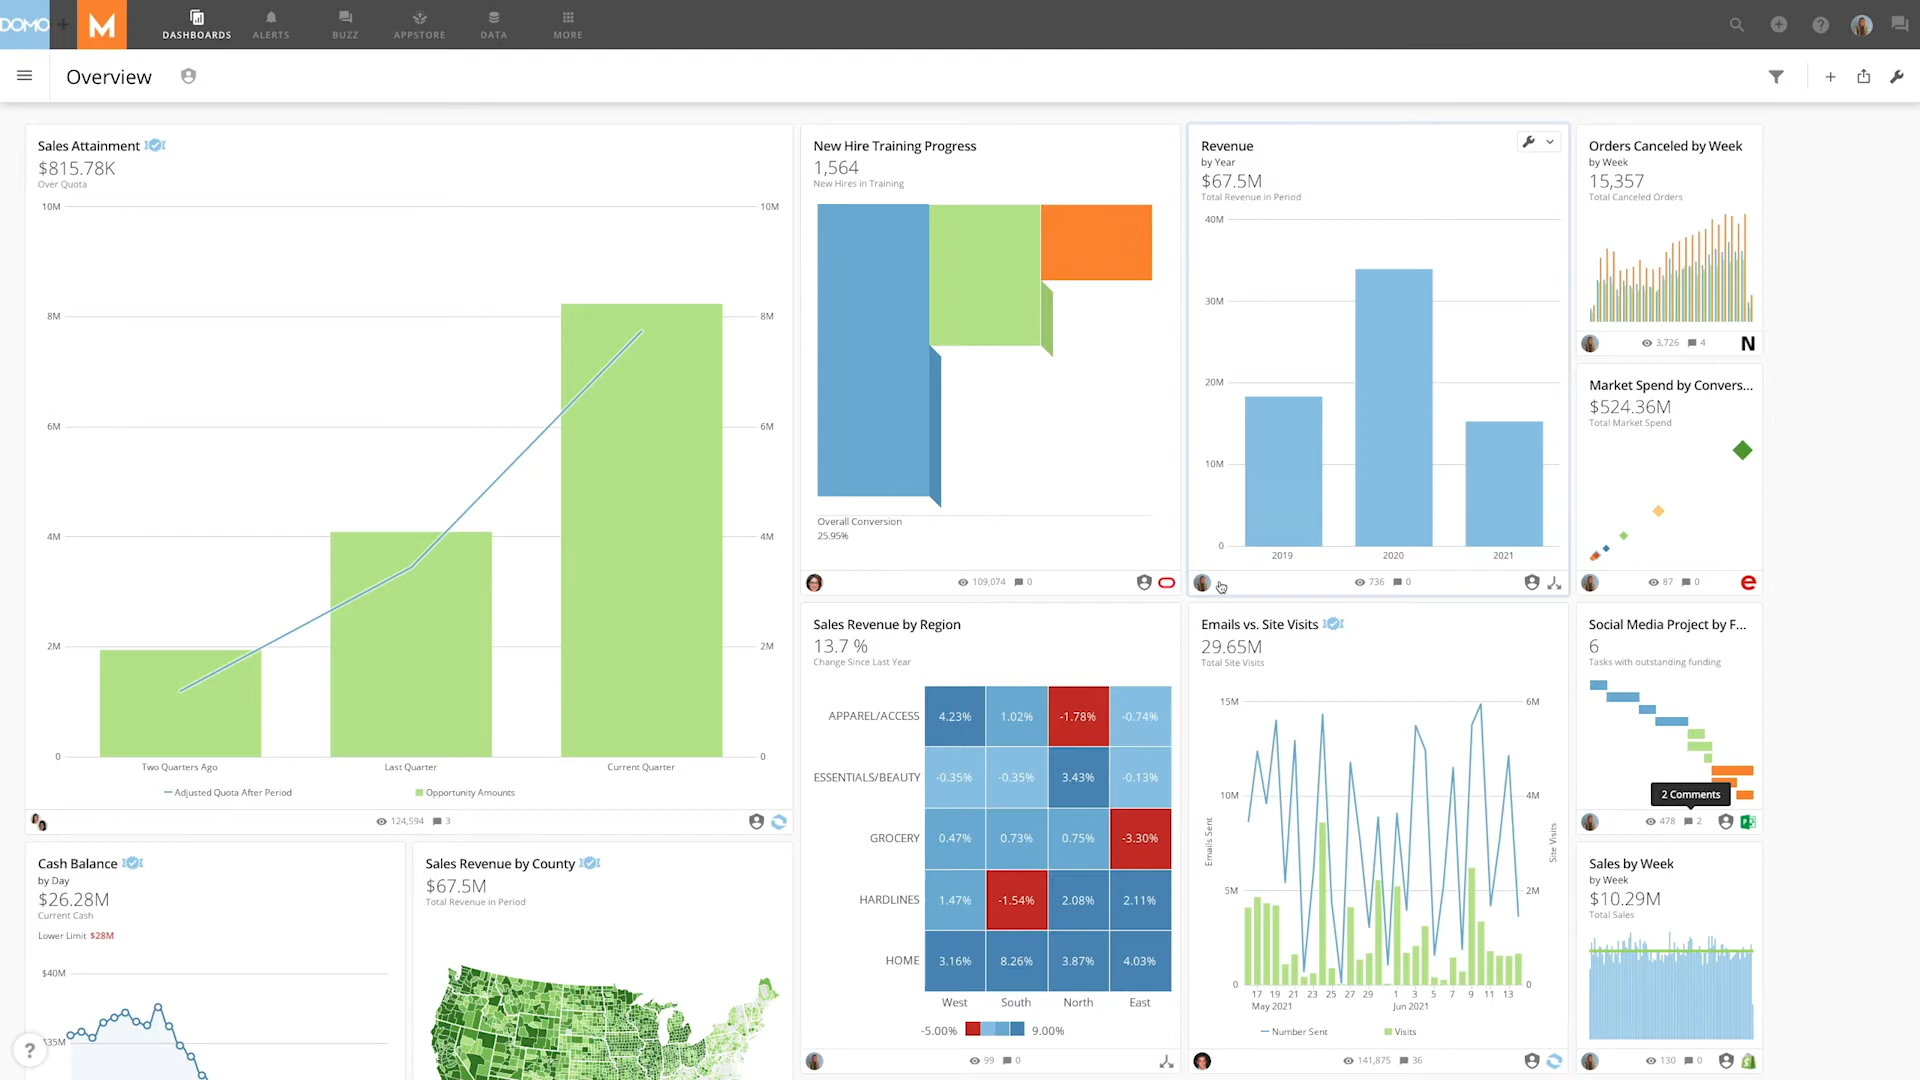 DOMO
M
DASHBOARDS
ALERTS
BUZZ
APPSTORE
DATA
MORE
Overview
Sales Attainment
$815.78K
Over Quota
10M
10M
8M
8M
6M
6M
4M
4M
2M
2M
0
0
Two Quarters Ago
Last Quarter
Current Quarter
Adjusted Quota After Period
Opportunity Amounts
124,594
3
New Hire Training Progress
1,564
New Hires in Training
Overall Conversion
25.95%
109,074
0
Revenue
by Year
$67.5M
Total Revenue in Period
40M
30M
20M
10M
0
2019
2020
2021
736
0
Orders Canceled by Week
by Week
15,357
Total Canceled Orders
3,726
4
N
Market Spend by Convers...
$524.36M
Total Market Spend
87
0
e
Sales Revenue by Region
13.7 %
Change Since Last Year
APPAREL/ACCESS
4.23%
1.02%
-1.78%
-0.74%
ESSENTIALS/BEAUTY
-0.35%
-0.35%
3.43%
-0.13%
GROCERY
0.47%
0.73%
0.75%
-3.30%
HARDLINES
1.47%
-1.54%
2.08%
2.11%
HOME
3.16%
8.26%
3.87%
4.03%
West
South
North
East
-5.00%
9.00%
99
0
Emails vs. Site Visits
29.65M
Total Site Visits
15M
6M
10M
4M
5M
2M
0
0
Emails Sent
Site Visits
17 19 21 23 25 27 29 1 3 5 7 9 11 13
May 2021
Jun 2021
Number Sent
Visits
141,875
36
Social Media Project by F...
6
Tasks with outstanding funding
2 Comments
478
2
P
Sales by Week
by Week
$10.29M
Total Sales
130
0
Cash Balance
by Day
$26.28M
Current Cash
Lower Limit $28M
$40M
$35M
?
Sales Revenue by County
$67.5M
Total Revenue in Period